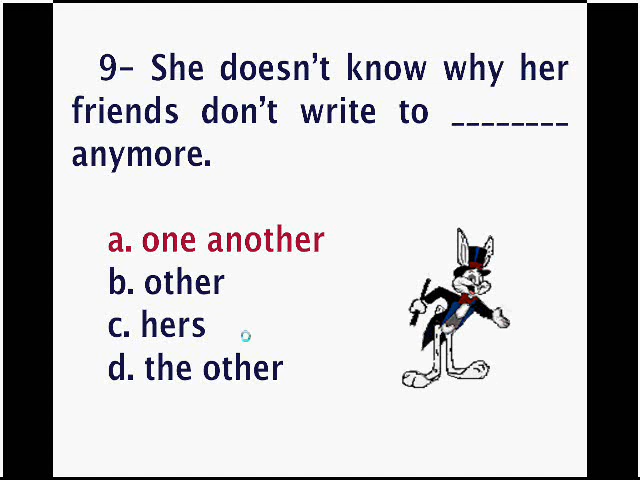 9- She doesn't know why her
friends don't write to ________
anymore.
a. one another
b. other
c. hers
d. the other